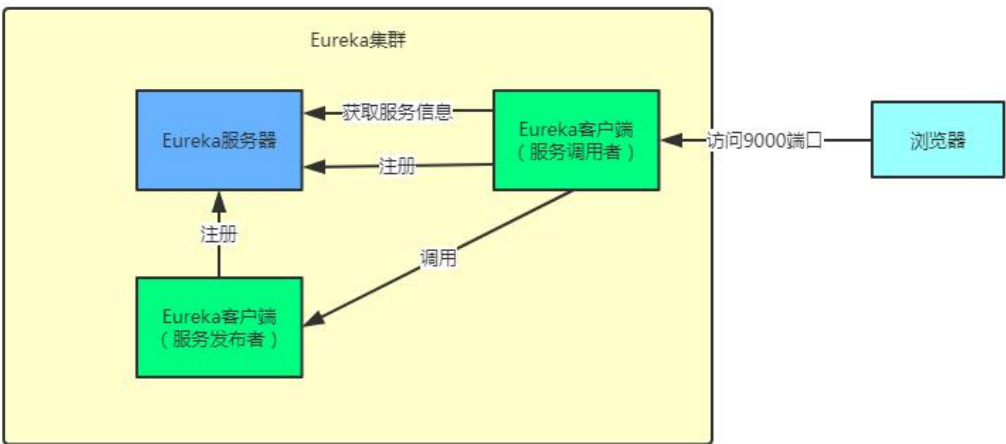 Eureka集群
Eureka服务器
获取服务信息
注册
Eureka客户端
（服务调用者）
访问9000端口
浏览器
注册
调用
Eureka客户端
（服务发布者）